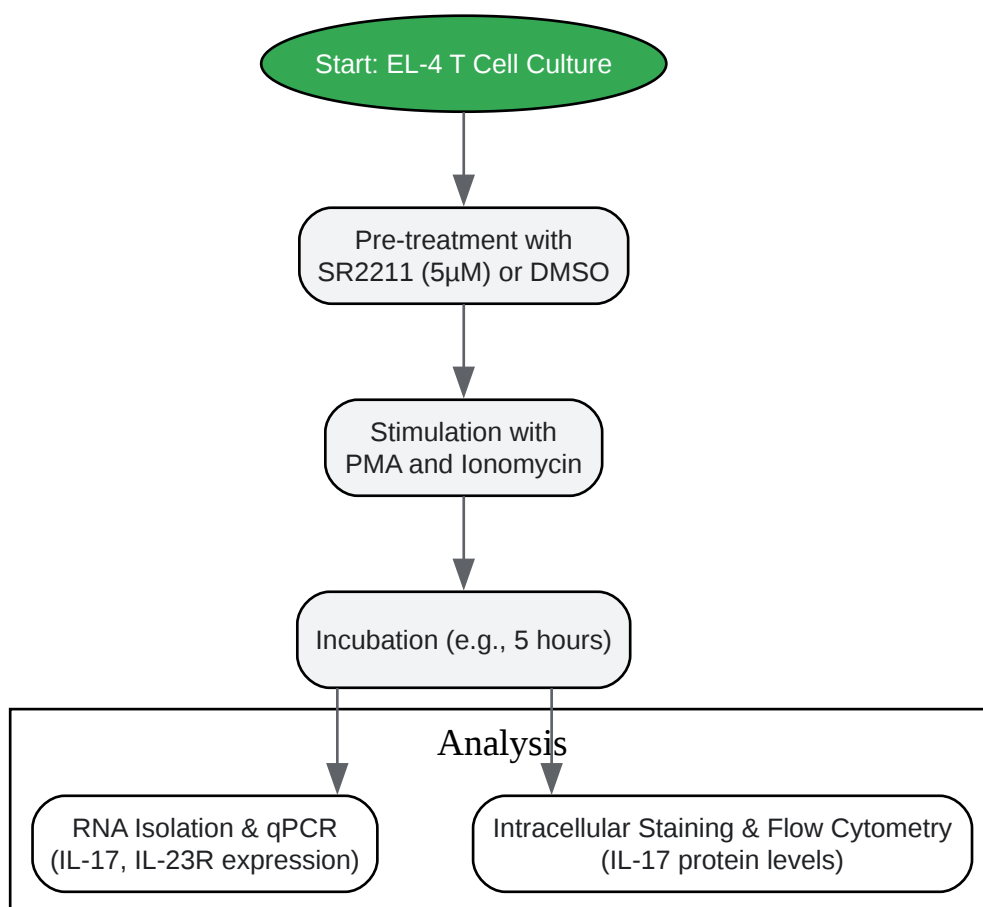 Start: EL-4 T Cell Culture
Pre-treatment with
SR2211 (5µM) or DMSO
Stimulation with
PMA and Ionomycin
Incubation (e.g., 5 hours)
Analysis
RNA Isolation & qPCR
(IL-17, IL-23R expression)
Intracellular Staining & Flow Cytometry
(IL-17 protein levels)